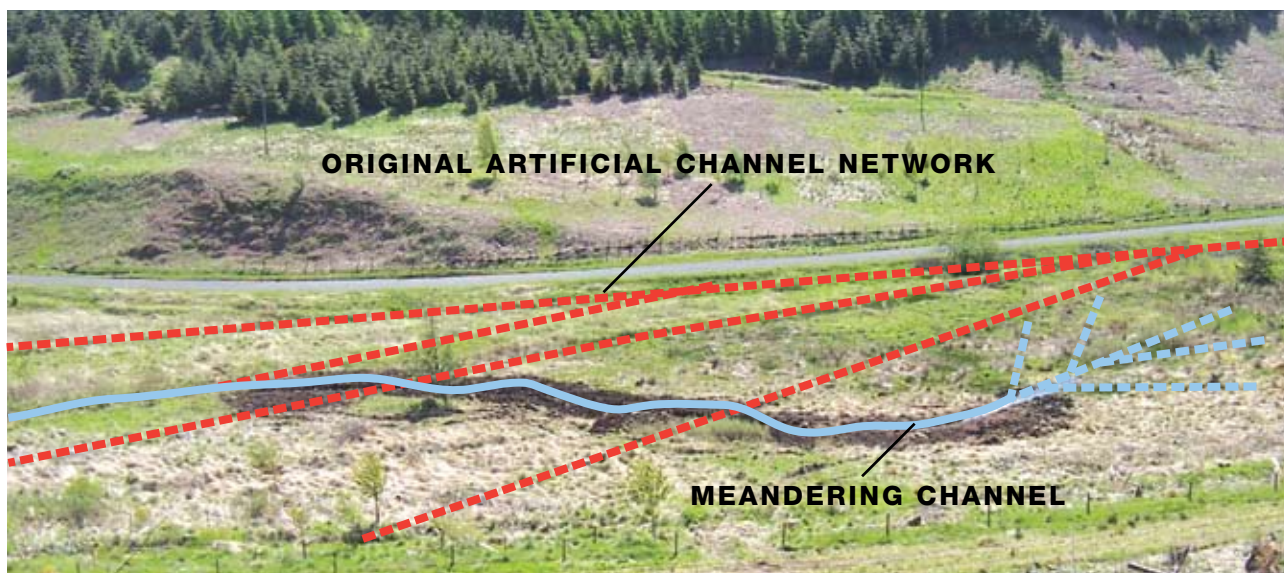 ORIGINAL ARTIFICIAL CHANNEL NETWORK
MEANDERING CHANNEL